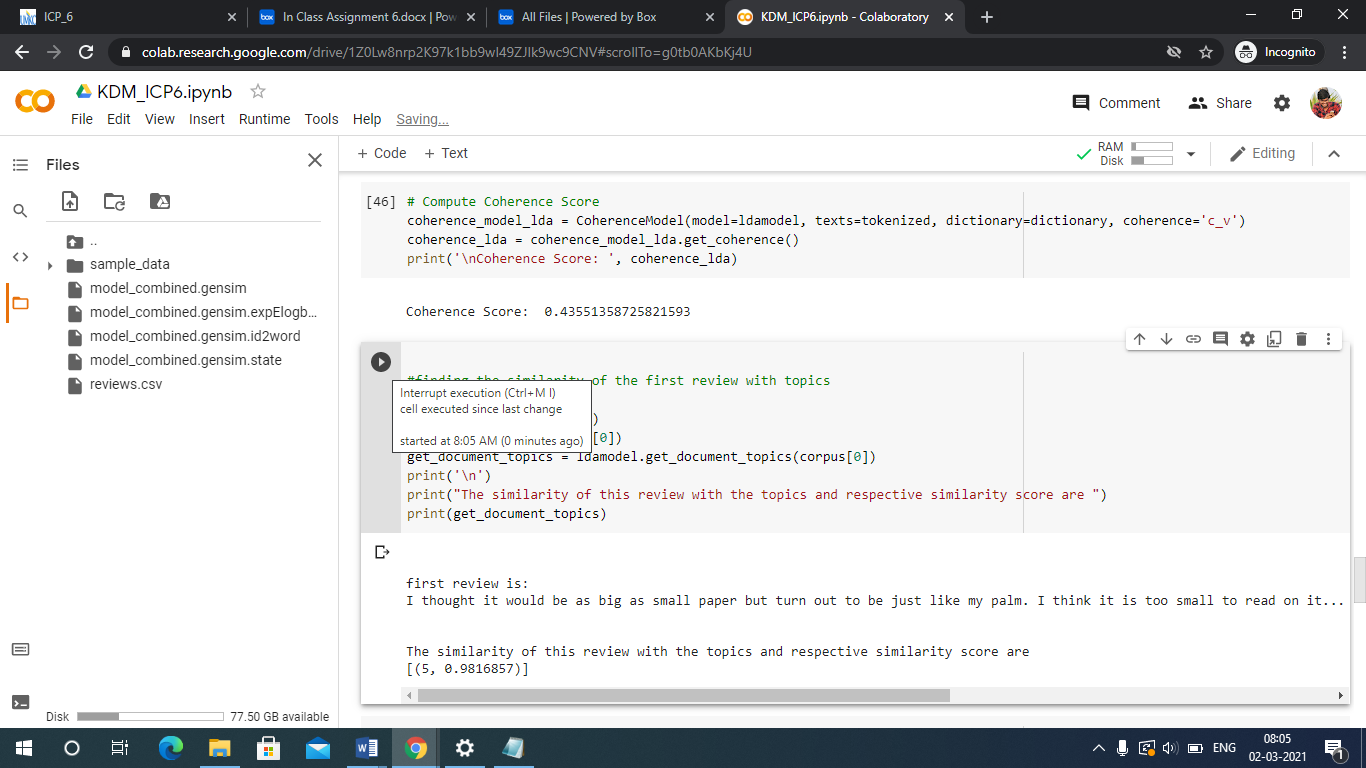 ICP_6
In Class Assignment 6.docx | Pow
All Files | Powered by Box
KDM_ICP6.ipynb - Colaboratory
colab.research.google.com/drive/1Z0Lw8nrp2K97k1bb9wI49ZJIk9wc9CNV#scrollTo=g0tb0AKbKj4U
Incognito
KDM_ICP6.ipynb
Comment
Share
File Edit View Insert Runtime Tools Help Saving...
Files
+ Code + Text
RAM
Disk
Editing
..
sample_data
model_combined.gensim
model_combined.gensim.expElogb...
model_combined.gensim.id2word
model_combined.gensim.state
reviews.csv
[46] # Compute Coherence Score
coherence_model_lda = CoherenceModel(model=ldamodel, texts=tokenized, dictionary=dictionary, coherence='c_v')
coherence_lda = coherence_model_lda.get_coherence()
print('\nCoherence Score: ', coherence_lda)
Coherence Score:  0.43551358725821593
#finding the similarity of the first review with topics
Interrupt execution (Ctrl+M I)
cell executed since last change
started at 8:05 AM (0 minutes ago)
)
[0])
get_document_topics = ldamodel.get_document_topics(corpus[0])
print('\n')
print("The similarity of this review with the topics and respective similarity score are ")
print(get_document_topics)
first review is:
I thought it would be as big as small paper but turn out to be just like my palm. I think it is too small to read on it...
The similarity of this review with the topics and respective similarity score are
[(5, 0.9816857)]
Disk
77.50 GB available
ENG
08:05
02-03-2021
1